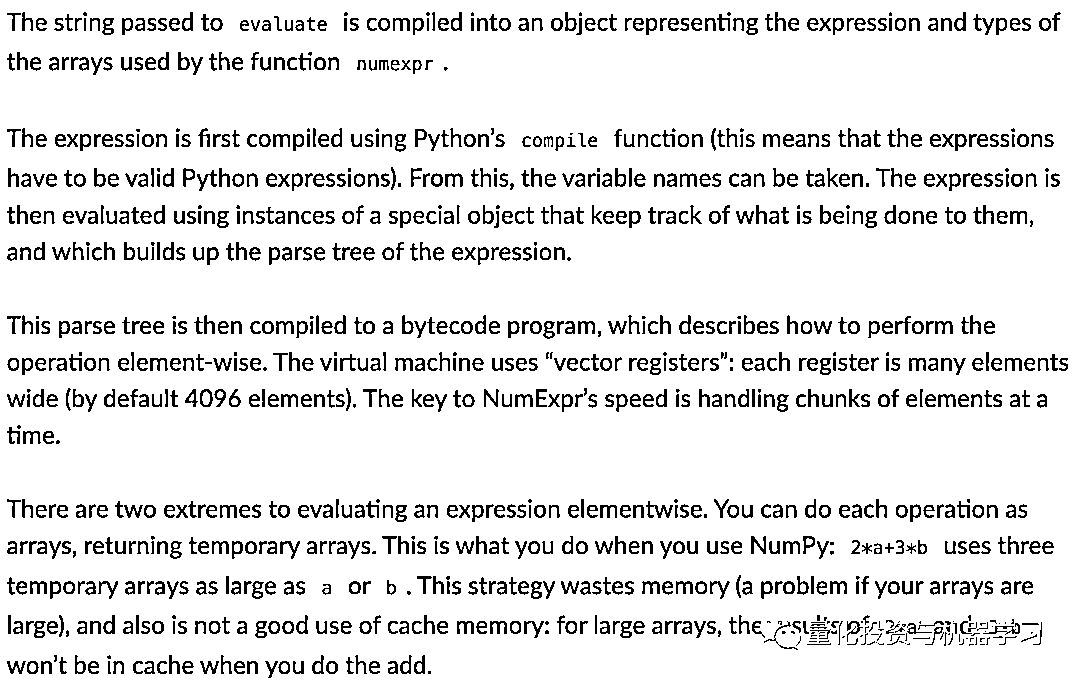 The string passed to evaluate is compiled into an object representing the expression and types of
the arrays used by the function numexpr .
The expression is first compiled using Python's compile function (this means that the expressions
have to be valid Python expressions). From this, the variable names can be taken. The expression is
then evaluated using instances of a special object that keep track of what is being done to them,
and which builds up the parse tree of the expression.
This parse tree is then compiled to a bytecode program, which describes how to perform the
operation element-wise. The virtual machine uses “vector registers”: each register is many elements
wide (by default 4096 elements). The key to NumExpr's speed is handling chunks of elements at a
time.
There are two extremes to evaluating an expression elementwise. You can do each operation as
arrays, returning temporary arrays. This is what you do when you use NumPy: 2*a+3*b uses three
temporary arrays as large as a or b . This strategy wastes memory (a problem if your arrays are
large), and also is not a good use of cache memory: for large arrays, the results of 2*a and 3*b
won't be in cache when you do the add.
量化投资与机器学习